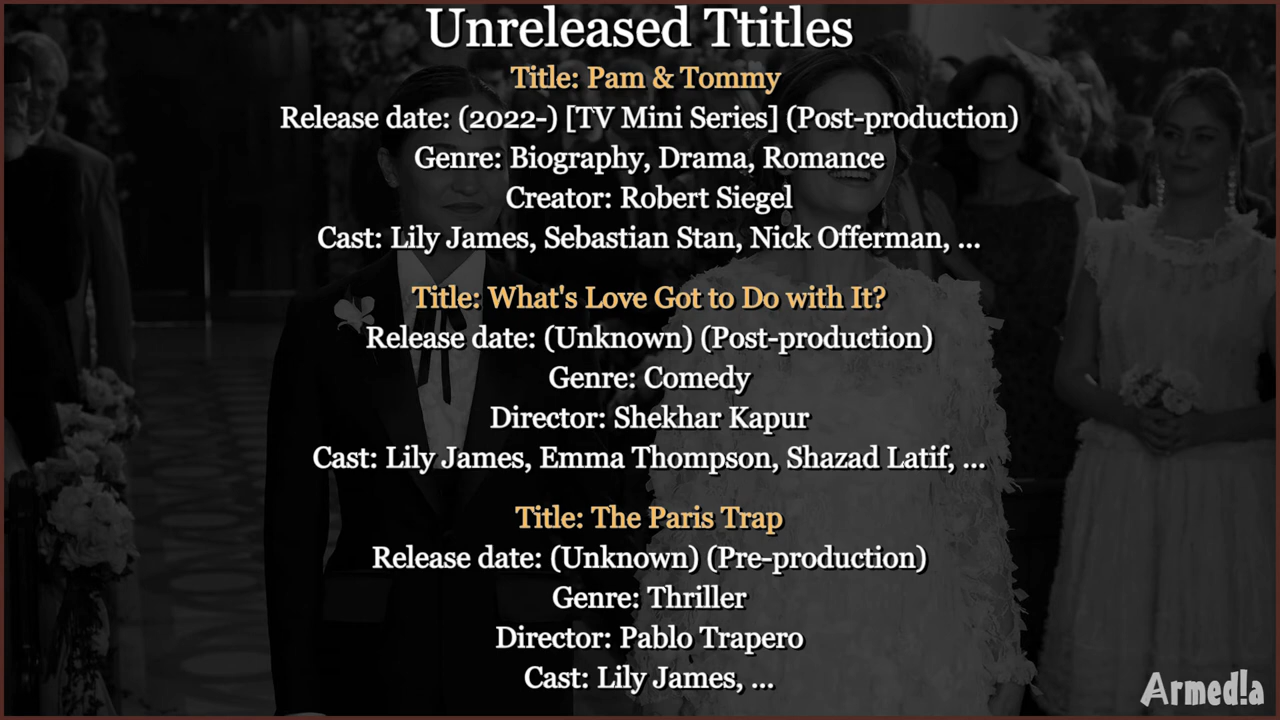 Unreleased Ttitles
Title: Pam & Tommy
Release date: (2022-) [TV Mini Series] (Post-production)
Genre: Biography, Drama, Romance
Creator: Robert Siegel
Cast: Lily James, Sebastian Stan, Nick Offerman, ...
Title: What's Love Got to Do with It?
Release date: (Unknown) (Post-production)
Genre: Comedy
Director: Shekhar Kapur
Cast: Lily James, Emma Thompson, Shazad Latif, ...
Title: The Paris Trap
Release date: (Unknown) (Pre-production)
Genre: Thriller
Director: Pablo Trapero
Cast: Lily James, ...
Armed!a